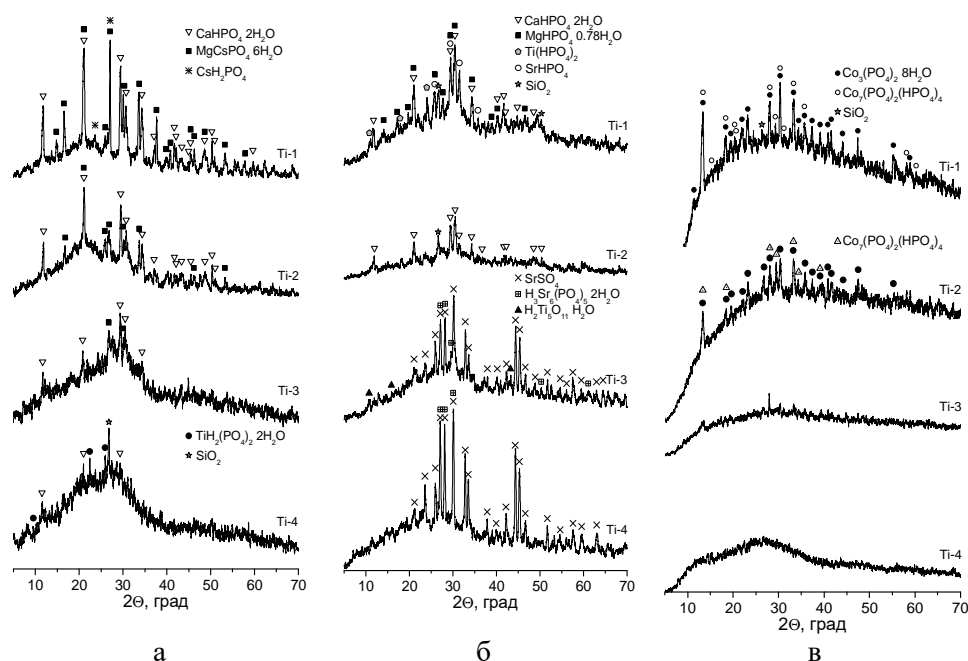 CaHPO4 2H2O
MgCsPO4 6H2O
CsH2PO4
Ti-1
Ti-2
Ti-3
TiH2(PO4)2 2H2O
SiO2
Ti-4
10 20 30 40 50 60 70
2Θ, град
а
CaHPO4 2H2O
MgHPO4 0.78H2O
Ti(HPO4)2
SrHPO4
SiO2
Ti-1
Ti-2
SrSO4
H3Sr6(PO4)5 2H2O
H2Ti5O11 H2O
Ti-3
Ti-4
10 20 30 40 50 60 70
2Θ, град
б
Co3(PO4)2 8H2O
Co7(PO4)2(HPO4)4
SiO2
Ti-1
Co7(PO4)2(HPO4)4
Ti-2
Ti-3
Ti-4
10 20 30 40 50 60 70
2Θ, град
в